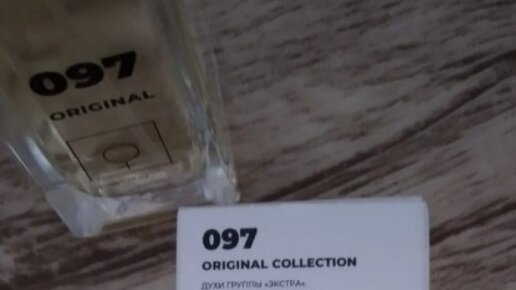 097
ORIGINAL
097
ORIGINAL COLLECTION
ДУХИ ГРУППЫ «ЭКСТРА»